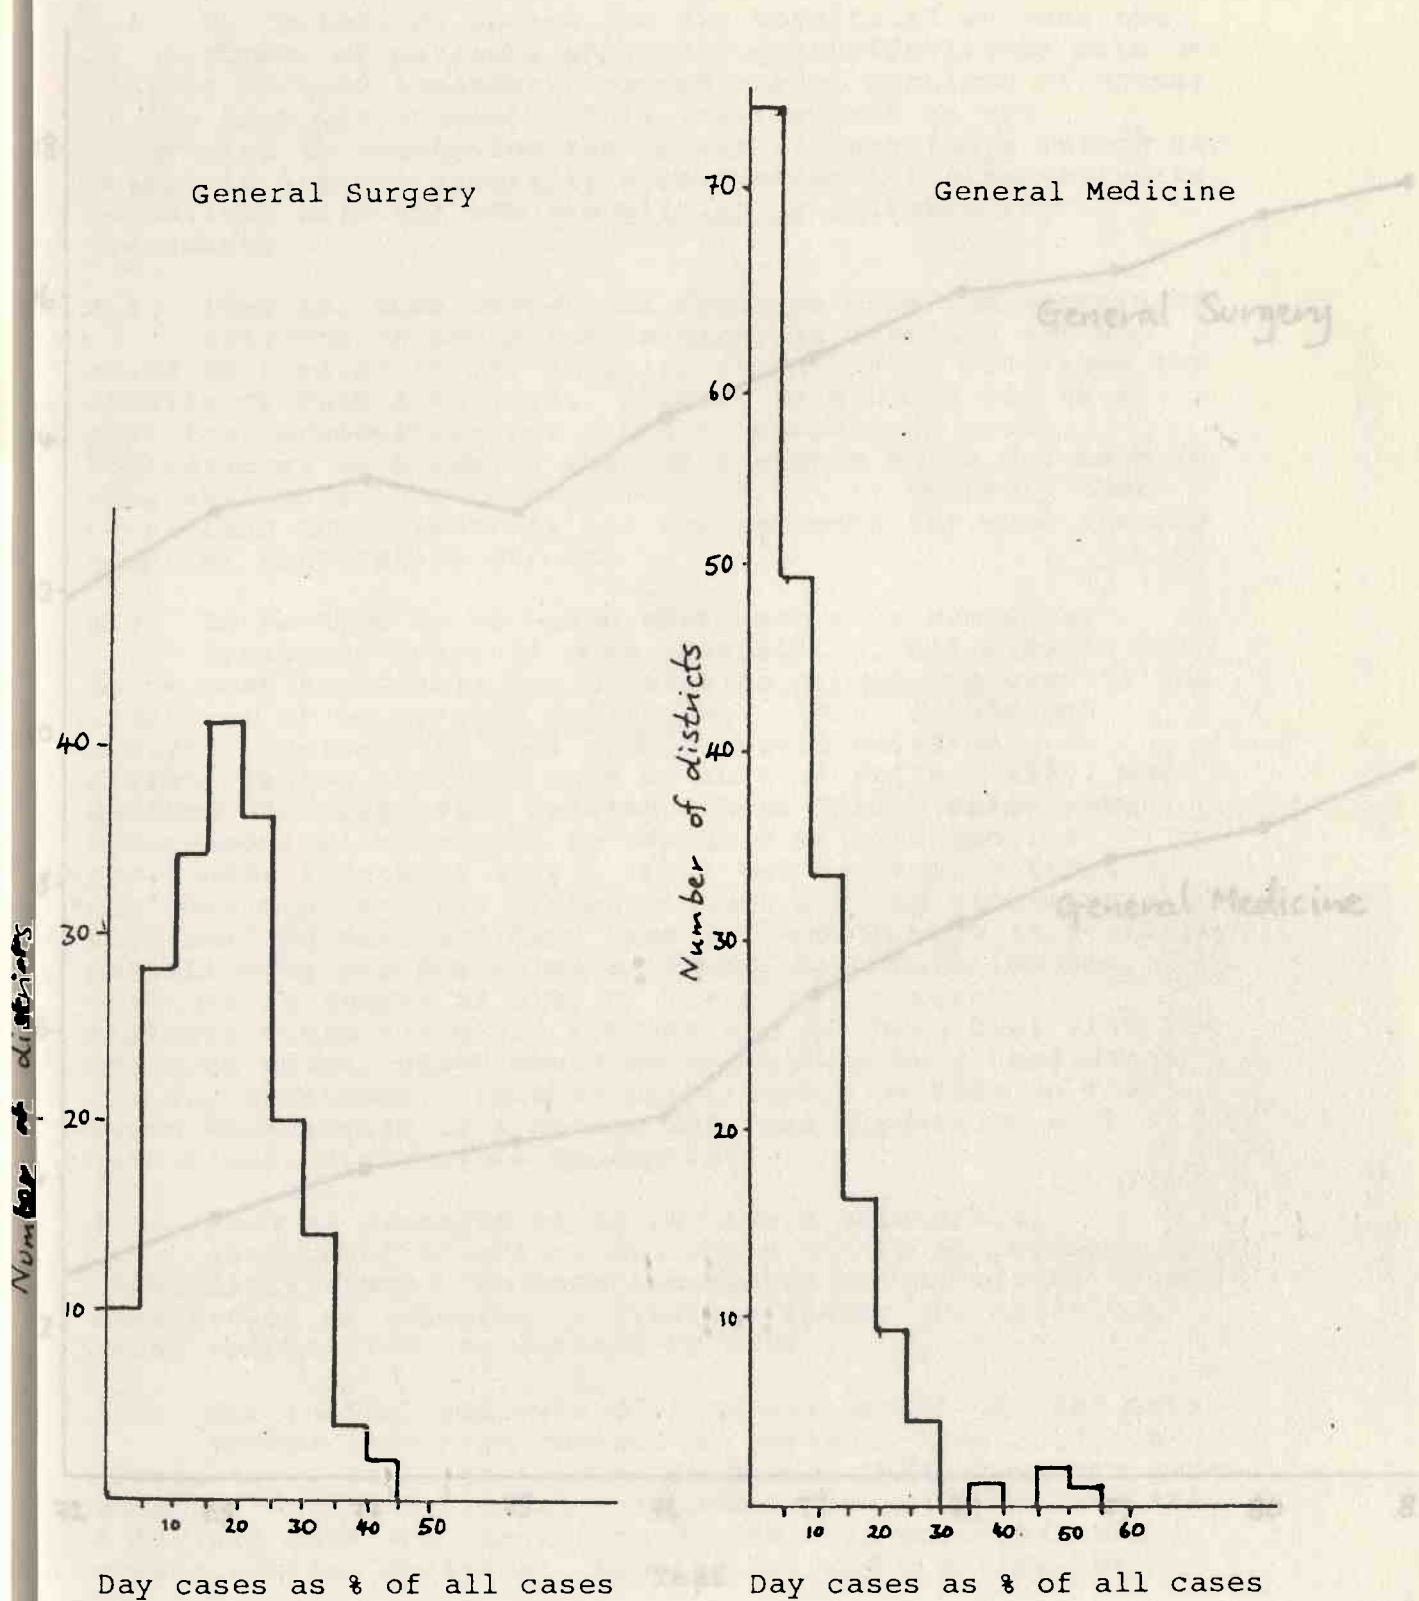 General Surgery
Number of districts
40
30
20
10
10 20 30 40 50
Day cases as % of all cases
General Medicine
Number of districts
70
60
50
40
30
20
10
10 20 30 40 50 60
Day cases as % of all cases
General Surgery
General Medicine